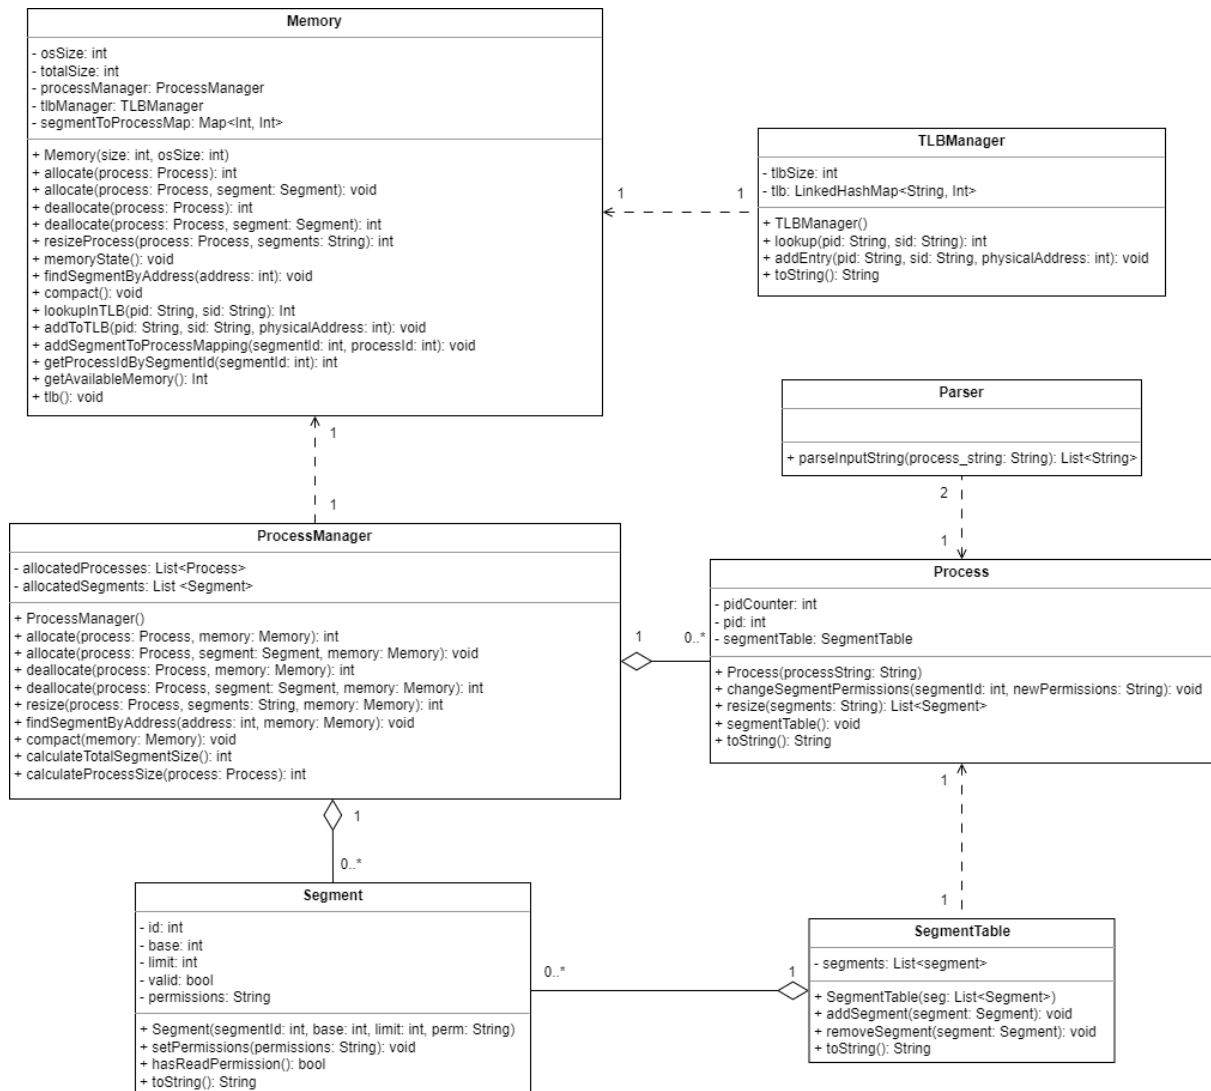 Memory
- osSize: int
- totalSize: int
- processManager: ProcessManager
- tlbManager: TLBManager
- segmentToProcessMap: Map<Int, Int>
+ Memory(size: int, osSize: int)
+ allocate(process: Process): int
+ allocate(process: Process, segment: Segment): void
+ deallocate(process: Process): int
+ deallocate(process: Process, segment: Segment): int
+ resizeProcess(process: Process, segments: String): int
+ memoryState(): void
+ findSegmentByAddress(address: int): void
+ compact(): void
+ lookupInTLB(pid: String, sid: String): Int
+ addToTLB(pid: String, sid: String, physicalAddress: int): void
+ addSegmentToProcessMapping(segmentId: int, processId: int): void
+ getProcessIdBySegmentId(segmentId: int): int
+ getAvailableMemory(): Int
+ tlb(): void
1
1
TLBManager
- tlbSize: int
- tlb: LinkedHashMap<String, Int>
+ TLBManager()
+ lookup(pid: String, sid: String): int
+ addEntry(pid: String, sid: String, physicalAddress: int): void
+ toString(): String
Parser
+ parseInputString(process_string: String): List<String>
1
1
2
1
ProcessManager
- allocatedProcesses: List<Process>
- allocatedSegments: List <Segment>
+ ProcessManager()
+ allocate(process: Process, memory: Memory): int
+ allocate(process: Process, segment: Segment, memory: Memory): void
+ deallocate(process: Process, memory: Memory): int
+ deallocate(process: Process, segment: Segment, memory: Memory): int
+ resize(process: Process, segments: String, memory: Memory): int
+ findSegmentByAddress(address: int, memory: Memory): void
+ compact(memory: Memory): void
+ calculateTotalSegmentSize(): int
+ calculateProcessSize(process: Process): int
1
0..*
Process
- pidCounter: int
- pid: int
- segmentTable: SegmentTable
+ Process(processString: String)
+ changeSegmentPermissions(segmentId: int, newPermissions: String): void
+ resize(segments: String): List<Segment>
+ segmentTable(): void
+ toString(): String
1
0..*
1
1
Segment
- id: int
- base: int
- limit: int
- valid: bool
- permissions: String
+ Segment(segmentId: int, base: int, limit: int, perm: String)
+ setPermissions(permissions: String): void
+ hasReadPermission(): bool
+ toString(): String
0..*
1
SegmentTable
- segments: List<segment>
+ SegmentTable(seg: List<Segment>)
+ addSegment(segment: Segment): void
+ removeSegment(segment: Segment): void
+ toString(): String